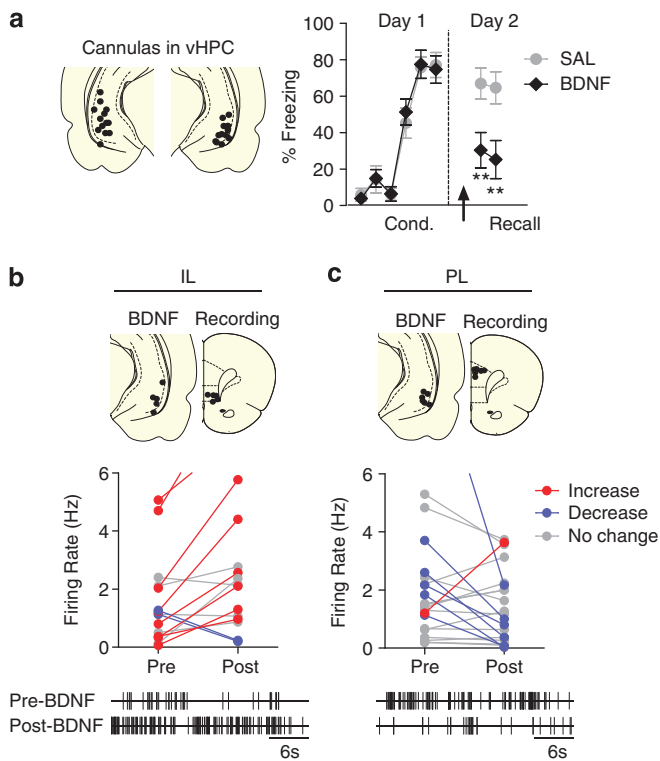 a
Cannulas in vHPC
Day 1 Day 2
SAL
BDNF
% Freezing
100
80
60
40
20
0
**
**
Cond. Recall
b
IL
BDNF Recording
c
PL
BDNF Recording
Firing Rate (Hz)
6
4
2
0
Pre Post
Firing Rate (Hz)
6
4
2
0
Pre Post
Increase
Decrease
No change
Pre-BDNF
Post-BDNF
6s
6s